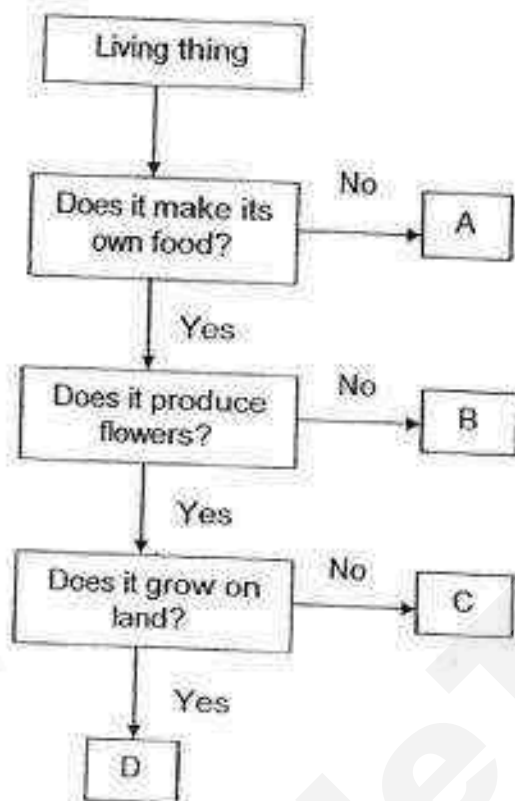 Living thing
Does it make its
own food?
No
A
Yes
Does it produce
flowers?
No
B
Yes
Does it grow on
land?
No
C
Yes
D